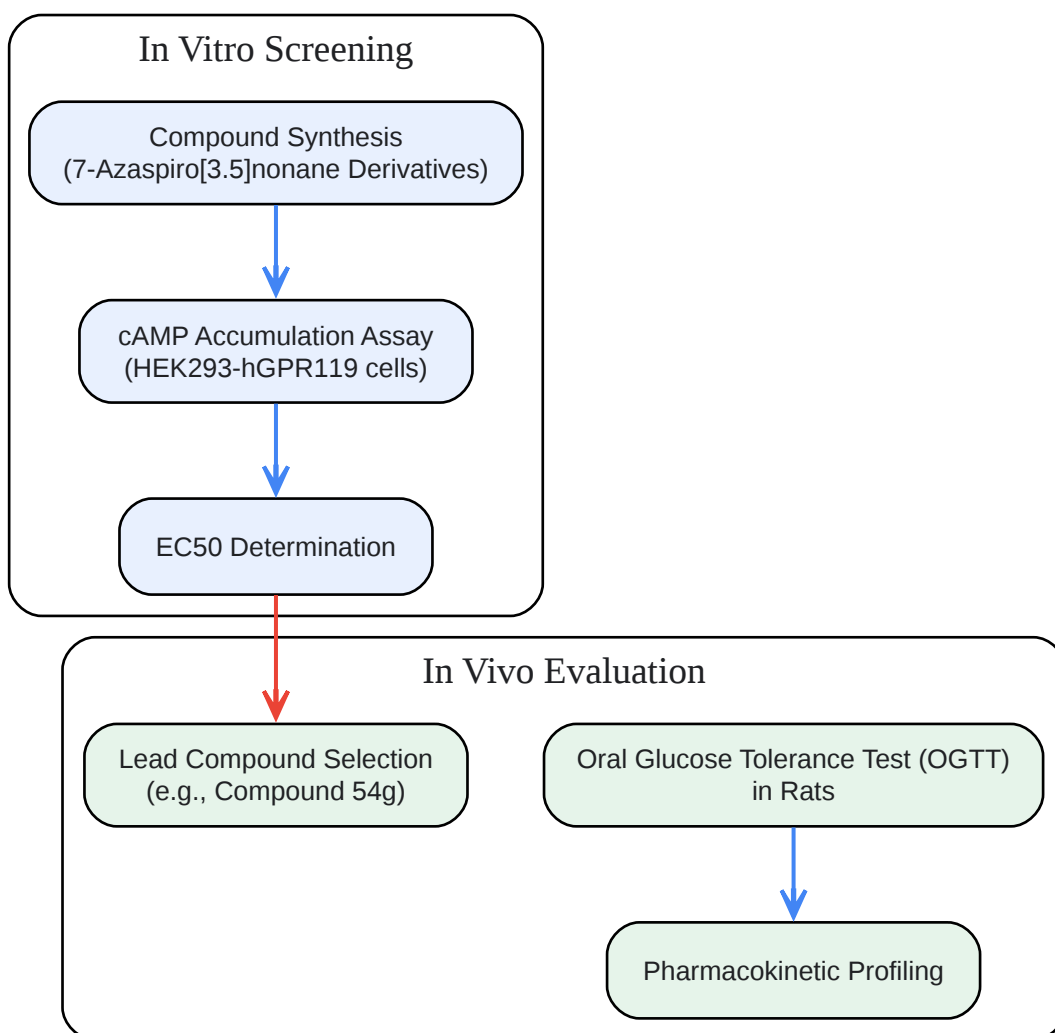 In Vitro Screening
Compound Synthesis
(7-Azaspiro[3.5]nonane Derivatives)
cAMP Accumulation Assay
(HEK293-hGPR119 cells)
EC50 Determination
In Vivo Evaluation
Lead Compound Selection
(e.g., Compound 54g)
Oral Glucose Tolerance Test (OGTT)
in Rats
Pharmacokinetic Profiling